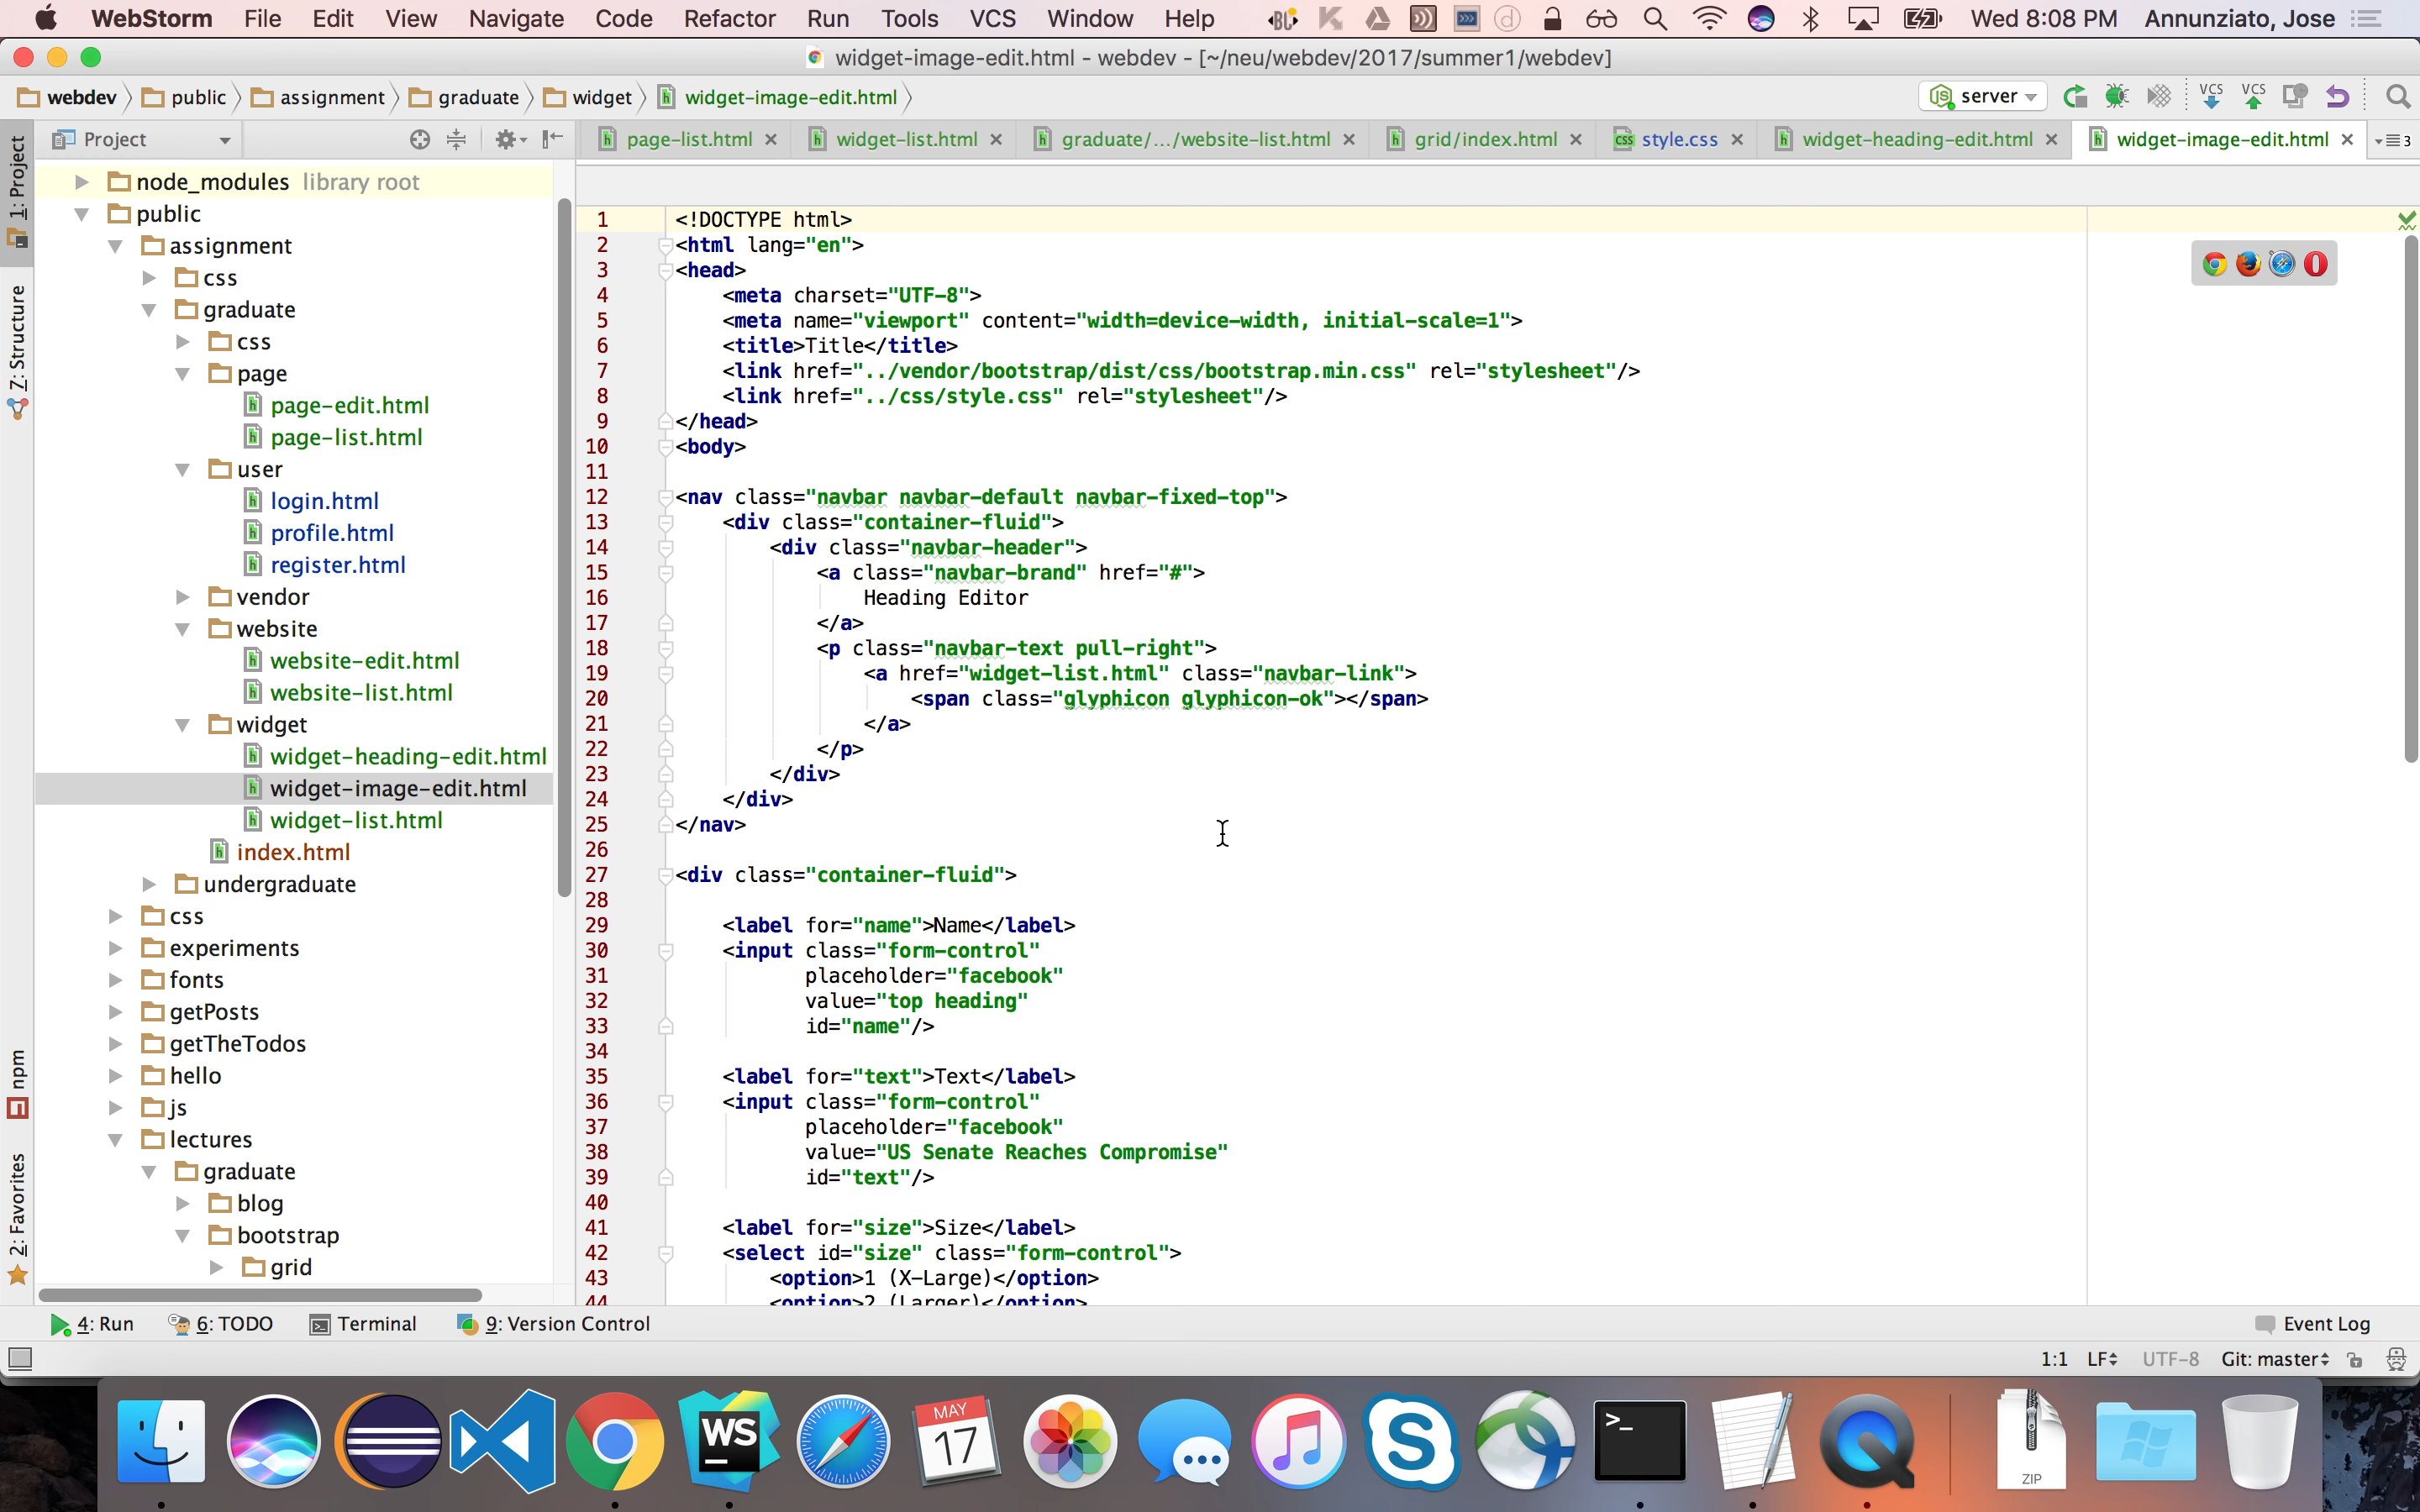 WebStorm File Edit View Navigate Code Refactor Run Tools VCS Window Help Wed 8:08 PM Annunziato, Jose
widget-image-edit.html - webdev - [~/neu/webdev/2017/summer1/webdev]
webdev public assignment graduate widget widget-image-edit.html server VCS VCS
Project page-list.html widget-list.html graduate/.../website-list.html grid/index.html style.css widget-heading-edit.html widget-image-edit.html 3
1: Project
7: Structure
npm
2: Favorites
node_modules library root
public
assignment
css
graduate
css
page
page-edit.html
page-list.html
user
login.html
profile.html
register.html
vendor
website
website-edit.html
website-list.html
widget
widget-heading-edit.html
widget-image-edit.html
widget-list.html
index.html
undergraduate
css
experiments
fonts
getPosts
getTheTodos
hello
js
lectures
graduate
blog
bootstrap
grid
1 <!DOCTYPE html>
2 <html lang="en">
3 <head>
4 <meta charset="UTF-8">
5 <meta name="viewport" content="width=device-width, initial-scale=1">
6 <title>Title</title>
7 <link href="../vendor/bootstrap/dist/css/bootstrap.min.css" rel="stylesheet"/>
8 <link href="../css/style.css" rel="stylesheet"/>
9 </head>
10 <body>
11
12 <nav class="navbar navbar-default navbar-fixed-top">
13 <div class="container-fluid">
14 <div class="navbar-header">
15 <a class="navbar-brand" href="#">
16 Heading Editor
17 </a>
18 <p class="navbar-text pull-right">
19 <a href="widget-list.html" class="navbar-link">
20 <span class="glyphicon glyphicon-ok"></span>
21 </a>
22 </p>
23 </div>
24 </div>
25 </nav>
26
27 <div class="container-fluid">
28
29 <label for="name">Name</label>
30 <input class="form-control"
31 placeholder="facebook"
32 value="top heading"
33 id="name"/>
34
35 <label for="text">Text</label>
36 <input class="form-control"
37 placeholder="facebook"
38 value="US Senate Reaches Compromise"
39 id="text"/>
40
41 <label for="size">Size</label>
42 <select id="size" class="form-control">
43 <option>1 (X-Large)</option>
44 <option>2 (Larger)</option>
4: Run 6: TODO Terminal 9: Version Control Event Log
1:1 LF UTF-8 Git: master
WS
MAY
17
S
>_
ZIP